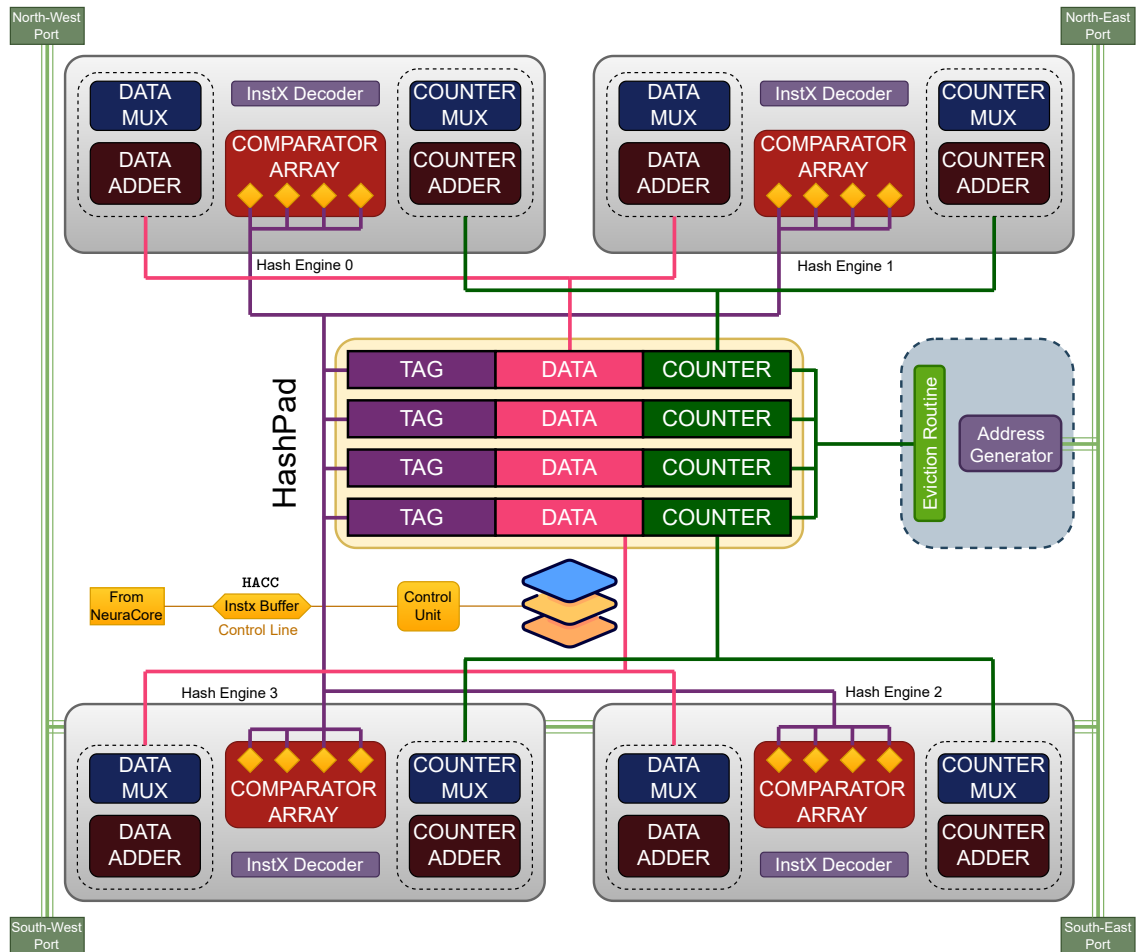 North-West
Port
North-East
Port
DATA
MUX
InstX Decoder
COUNTER
MUX
DATA
ADDER
COMPARATOR
ARRAY
COUNTER
ADDER
Hash Engine 0
DATA
MUX
InstX Decoder
COUNTER
MUX
DATA
ADDER
COMPARATOR
ARRAY
COUNTER
ADDER
Hash Engine 1
HashPad
TAG DATA COUNTER
TAG DATA COUNTER
TAG DATA COUNTER
TAG DATA COUNTER
Eviction Routine
Address
Generator
From
NeuraCore
HACC
Instx Buffer
Control Line
Control
Unit
Hash Engine 3
DATA
MUX
COMPARATOR
ARRAY
COUNTER
MUX
DATA
ADDER
InstX Decoder
COUNTER
ADDER
Hash Engine 2
DATA
MUX
COMPARATOR
ARRAY
COUNTER
MUX
DATA
ADDER
InstX Decoder
COUNTER
ADDER
South-West
Port
South-East
Port